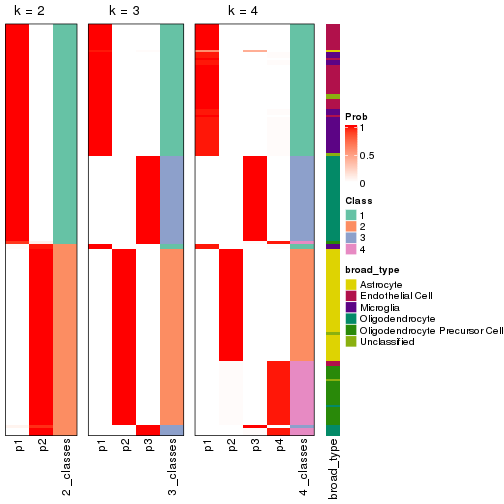 k = 2
k = 3
k = 4
Prob
1
0.5
0
Class
1
2
3
4
broad_type
Astrocyte
Endothelial Cell
Microglia
Oligodendrocyte
Oligodendrocyte Precursor Cell
Unclassified
p1
p2
2_classes
p1
p2
p3
3_classes
p1
p2
p3
p4
4_classes
broad_type